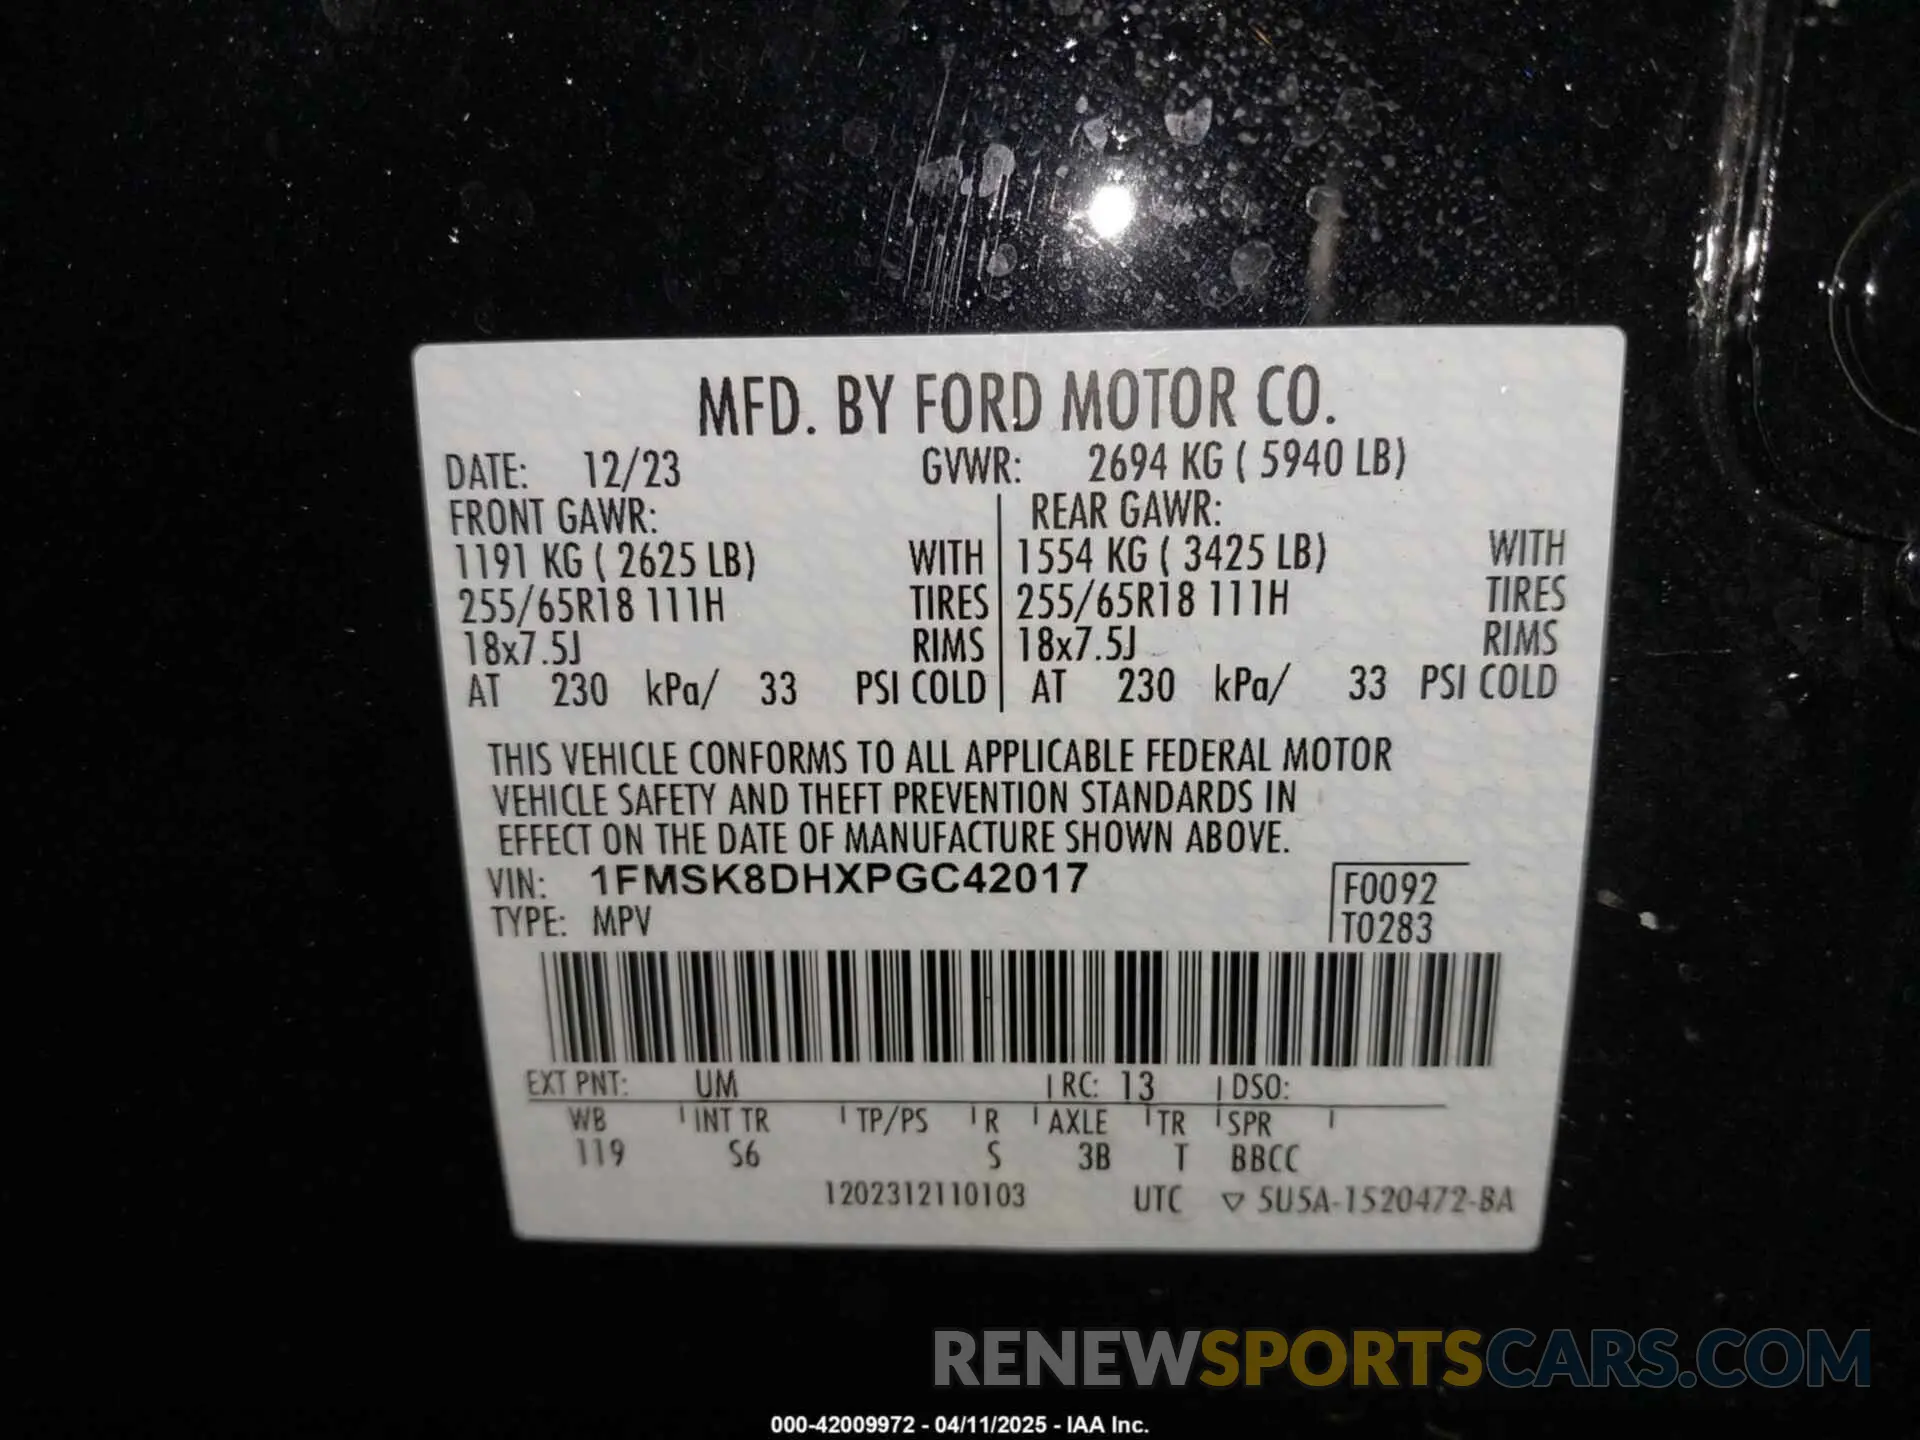 MFD. BY FORD MOTOR CO.
DATE: 12/23 GVWR: 2694 KG ( 5940 LB)
FRONT GAWR: REAR GAWR:
1191 KG ( 2625 LB) WITH 1554 KG ( 3425 LB) WITH
255/65R18 111H TIRES 255/65R18 111H TIRES
18x7.5J RIMS 18x7.5J RIMS
AT 230 kPa/ 33 PSI COLD AT 230 kPa/ 33 PSI COLD
THIS VEHICLE CONFORMS TO ALL APPLICABLE FEDERAL MOTOR
VEHICLE SAFETY AND THEFT PREVENTION STANDARDS IN
EFFECT ON THE DATE OF MANUFACTURE SHOWN ABOVE.
VIN: 1FMSK8DHXPGC42017 F0092
TYPE: MPV T0283
EXT PNT: UM RC: 13 DSO:
WB INT TR TP/PS R AXLE TR SPR
119 S6 S 3B T BBCC
1202312110103 UTC ▽ 5U5A-1520472-BA
RENEWSPORTSCARS.COM
000-42009972 - 04/11/2025 - IAA Inc.